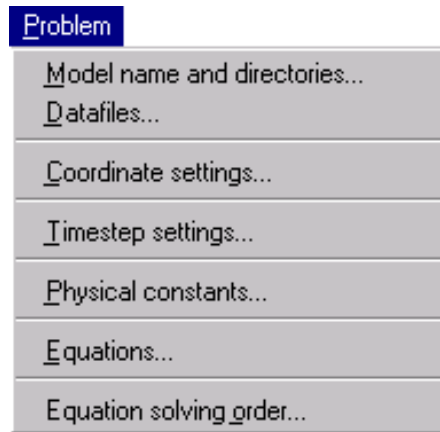 Problem
Model name and directories...
Datafiles...
Coordinate settings...
Timestep settings...
Physical constants...
Equations...
Equation solving order...